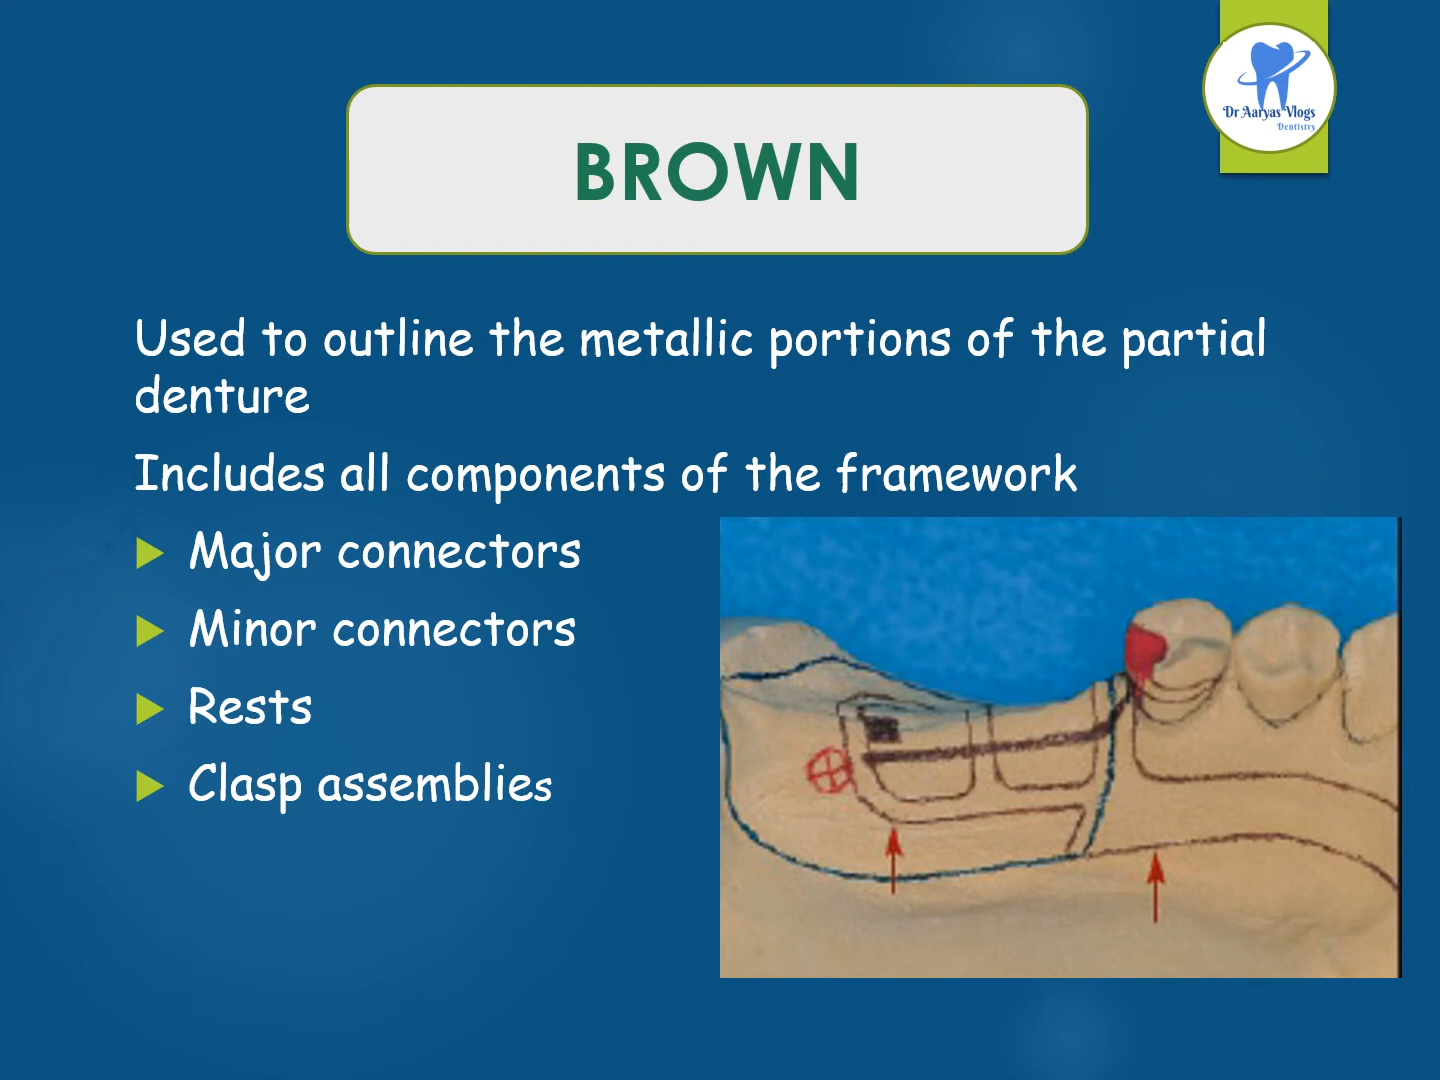 Dr Aaryas Vlogs
Dentistry
BROWN
Used to outline the metallic portions of the partial
denture
Includes all components of the framework
Major connectors
Minor connectors
Rests
Clasp assemblies